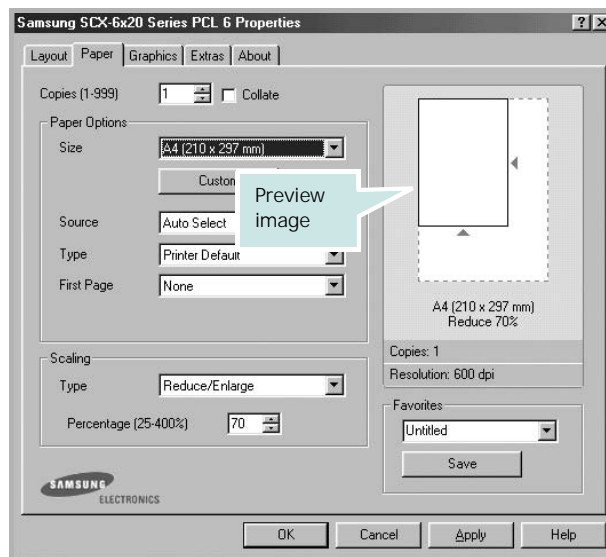 Samsung SCX-6x20 Series PCL 6 Properties
Layout Paper Graphics Extras About
Copies (1-999) 1 Collate
Paper Options
Size A4 (210 x 297 mm)
Custom
Preview
image
Source Auto Select
Type Printer Default
First Page None
A4 (210 x 297 mm)
Reduce 70%
Copies: 1
Resolution: 600 dpi
Scaling
Type Reduce/Enlarge
Percentage (25-400%) 70
Favorites
Untitled
Save
SAMSUNG
ELECTRONICS
OK Cancel Apply Help